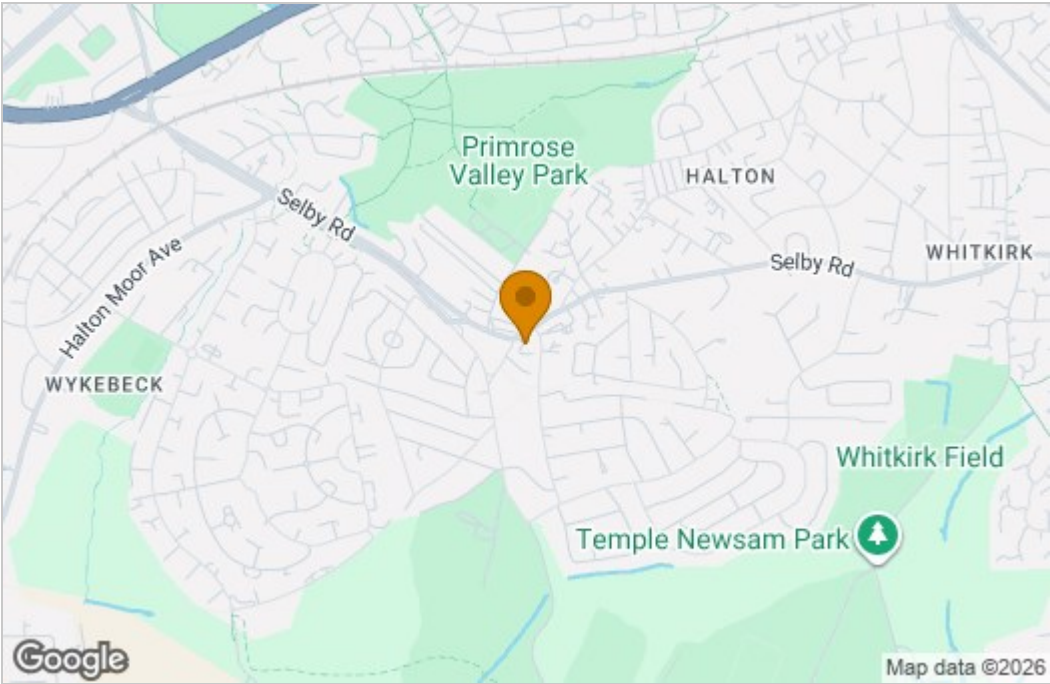 Primrose
Valley Park
HALTON
Selby Rd
WHITKIRK
Selby Rd
Halton Moor Ave
WYKEBECK
Whitkirk Field
Temple Newsam Park
Google
Map data ©2026